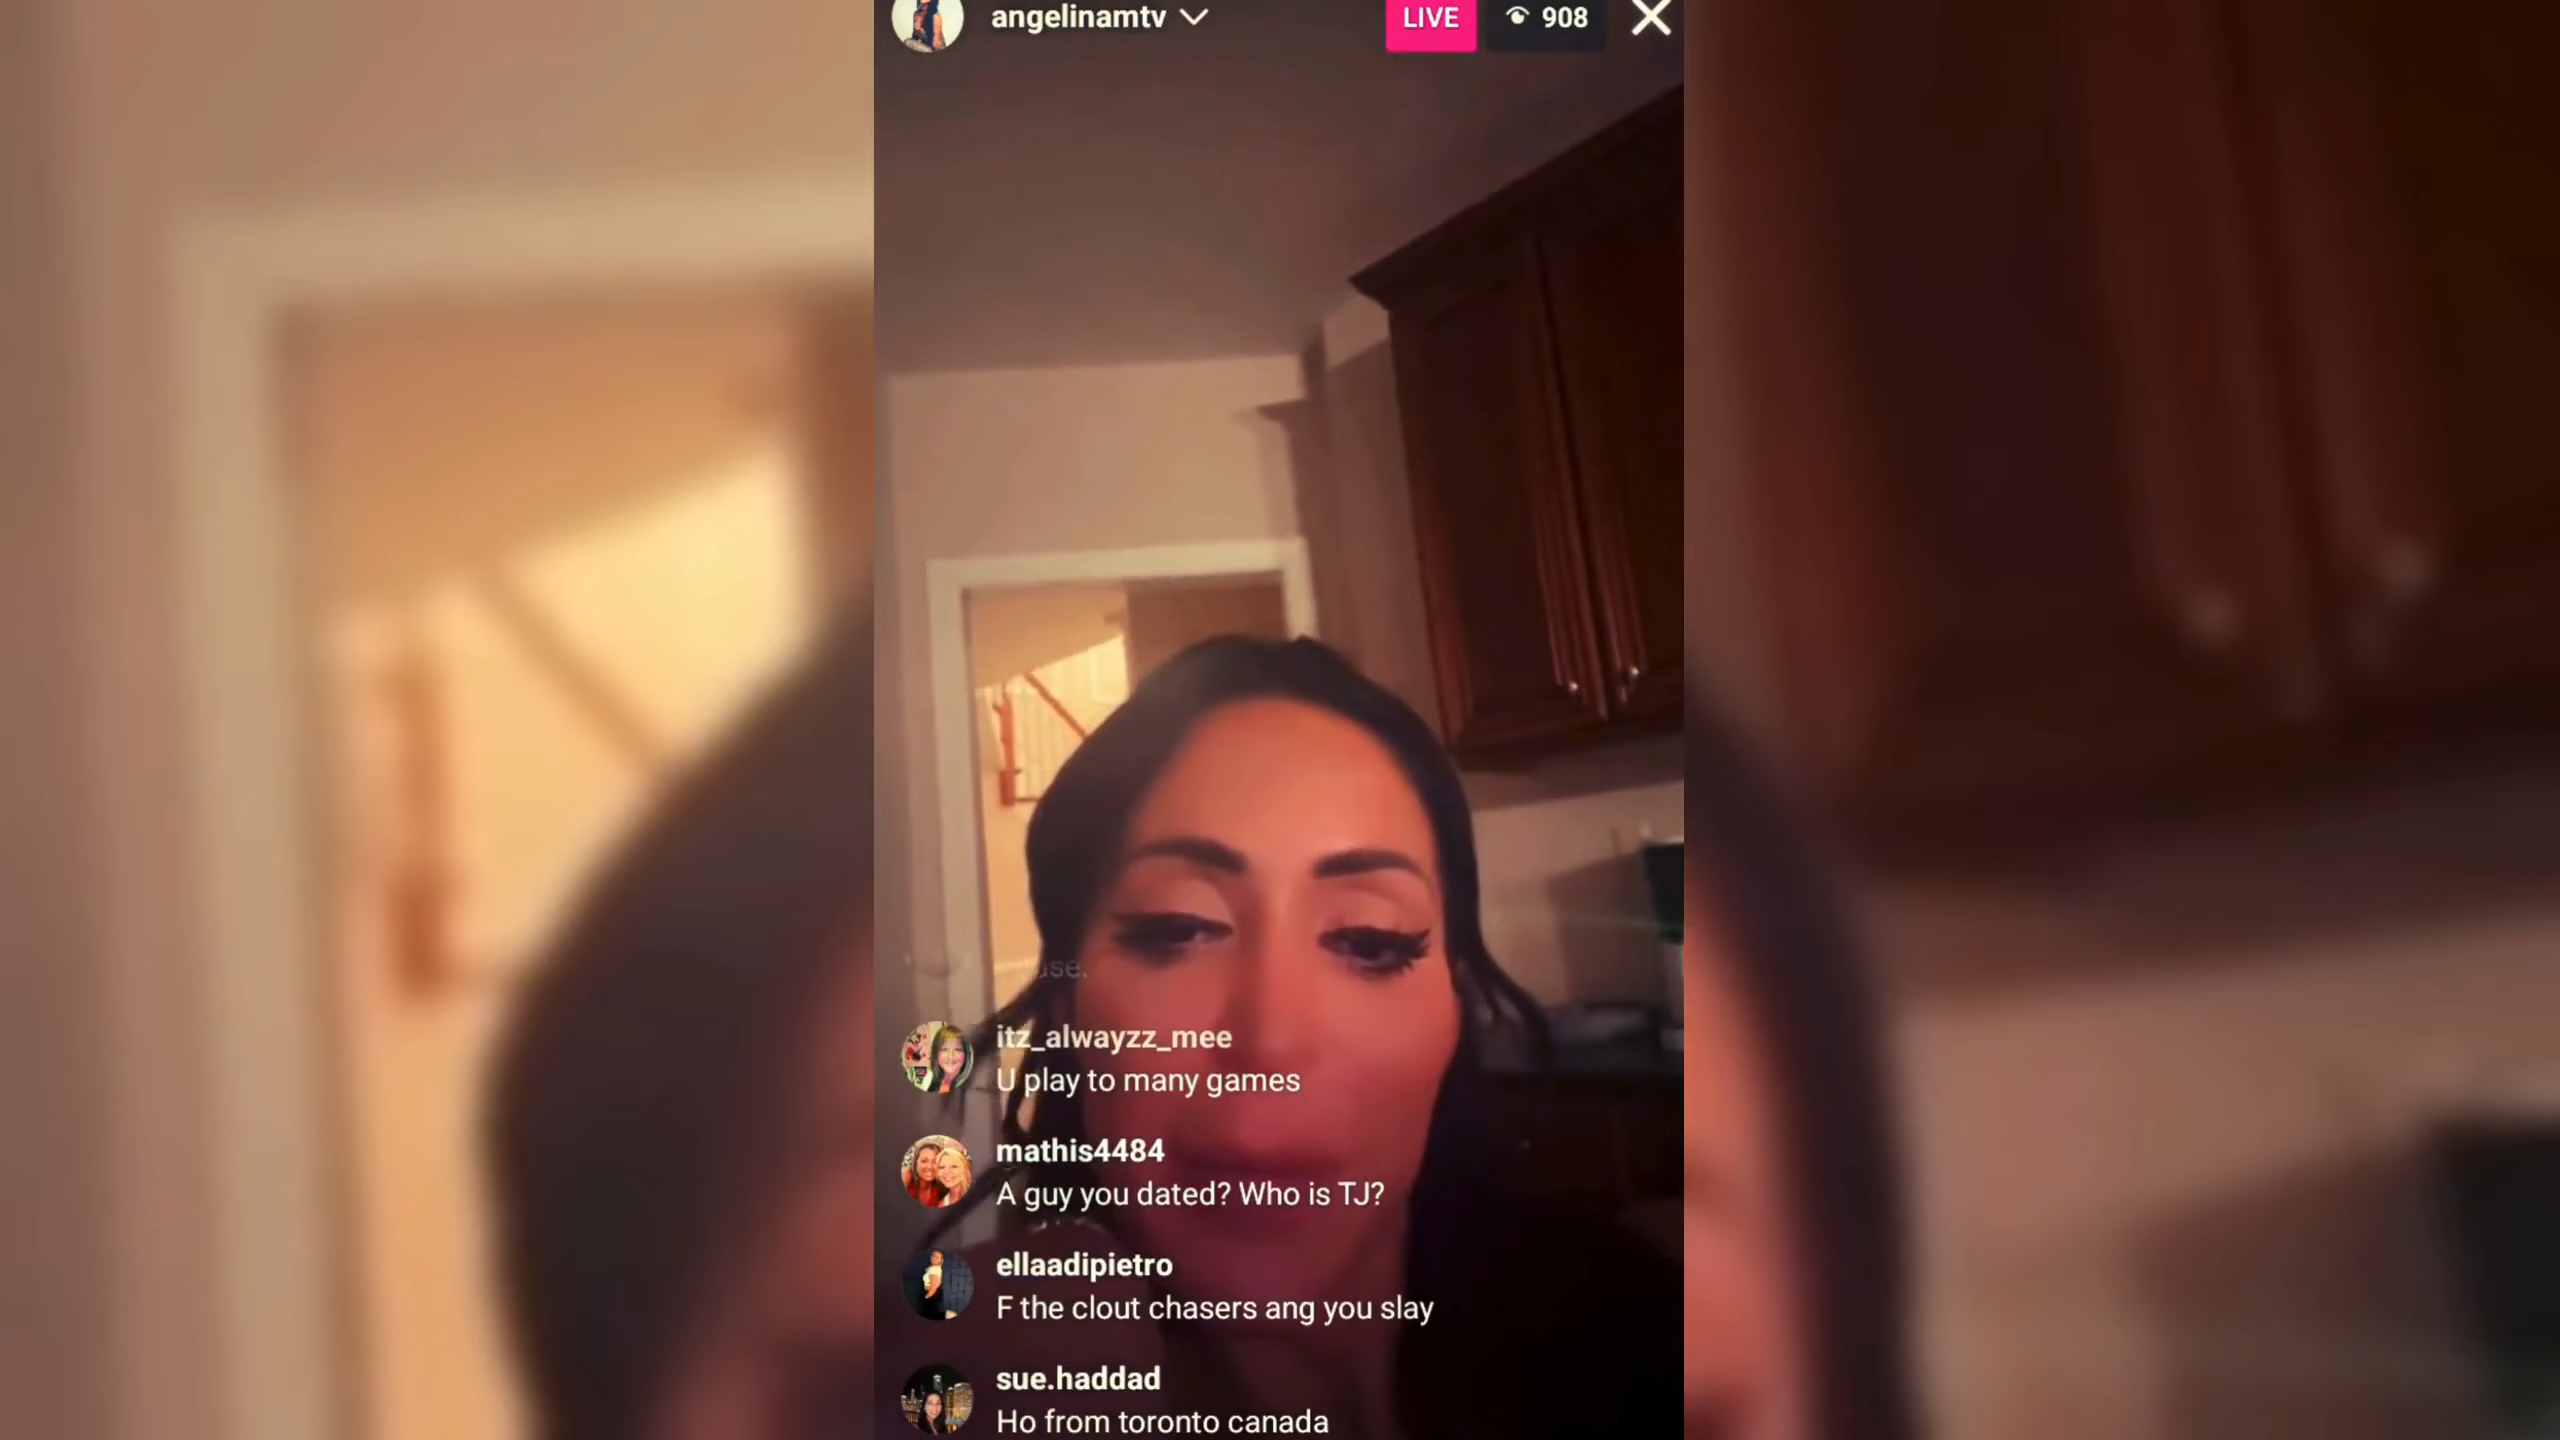 angelinamtv
LIVE
908
itz_alwayzz_mee
U play to many games
mathis4484
A guy you dated? Who is TJ?
ellaadipietro
F the clout chasers ang you slay
sue.haddad
Ho from toronto canada